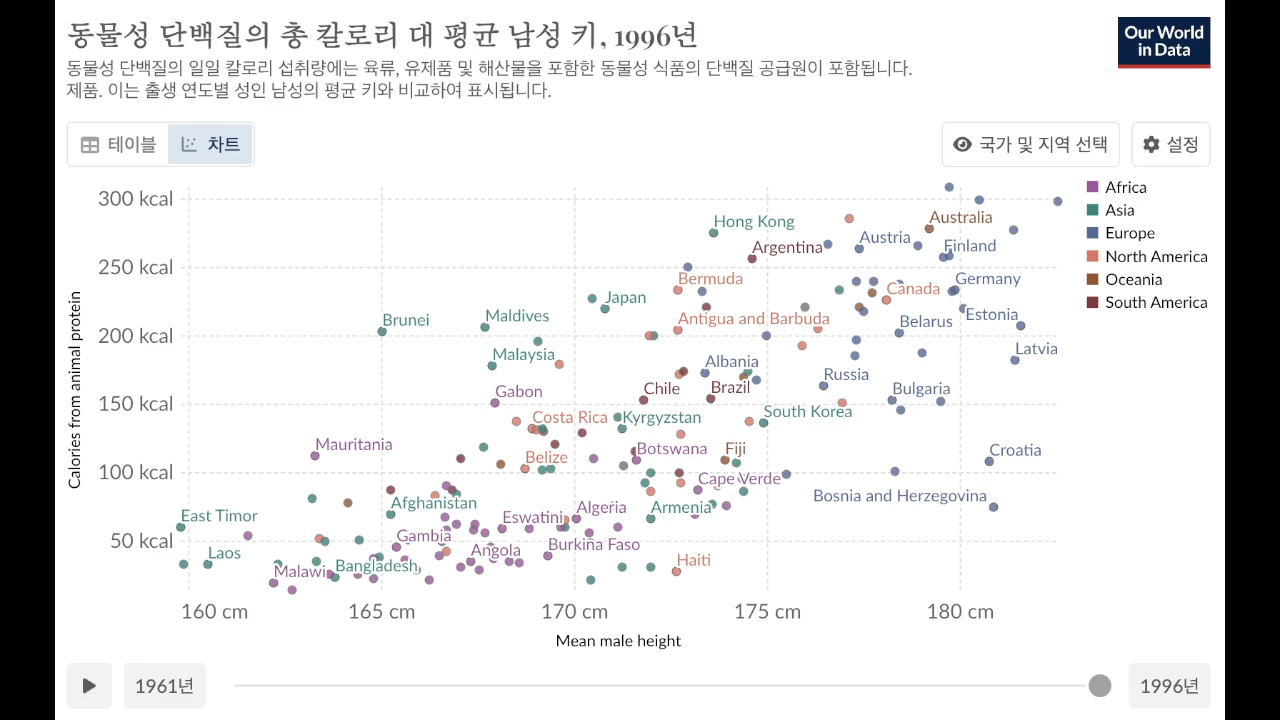 동물성 단백질의 총 칼로리 대 평균 남성 키, 1996년
Our World
in Data
동물성 단백질의 일일 칼로리 섭취량에는 육류, 유제품 및 해산물을 포함한 동물성 식품의 단백질 공급원이 포함됩니다.
제품. 이는 출생 연도별 성인 남성의 평균 키와 비교하여 표시됩니다.
테이블
차트
국가 및 지역 선택
설정
Calories from animal protein
300 kcal
250 kcal
200 kcal
150 kcal
100 kcal
50 kcal
Africa
Asia
Europe
North America
Oceania
South America
Australia
Hong Kong
Austria
Argentina
Finland
Bermuda
Germany
Canada
Japan
Estonia
Maldives
Brunei
Antigua and Barbuda
Belarus
Latvia
Malaysia
Albania
Russia
Gabon
Chile
Brazil
Bulgaria
Costa Rica
Kyrgyzstan
South Korea
Mauritania
Botswana
Fiji
Croatia
Belize
Cape Verde
Bosnia and Herzegovina
Afghanistan
Algeria
Armenia
East Timor
Eswatini
Gambia
Burkina Faso
Angola
Laos
Haiti
Malawi
Bangladesh
160 cm
165 cm
170 cm
175 cm
180 cm
Mean male height
1961년
1996년